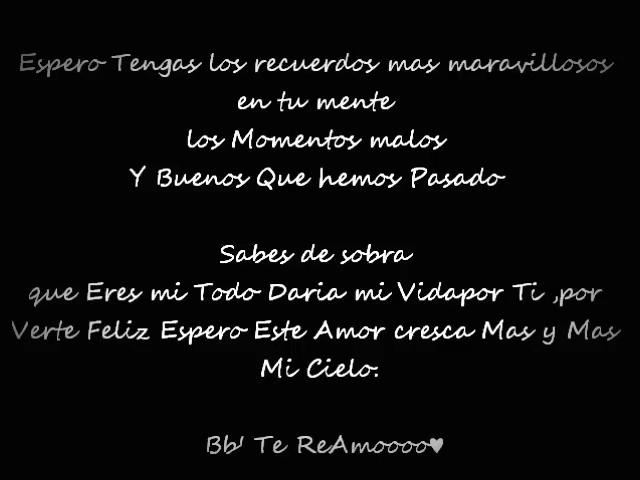 Espero Tengas los recuerdos mas maravillosos
en tu mente
los Momentos malos
Y Buenos Que hemos Pasado
Sabes de sobra
que Eres mi Todo Daria mi Vidapor Ti ,por
Verte Feliz Espero Este Amor cresca Mas y Mas
Mi Cielo.
Bb' Te ReAmoooo♥